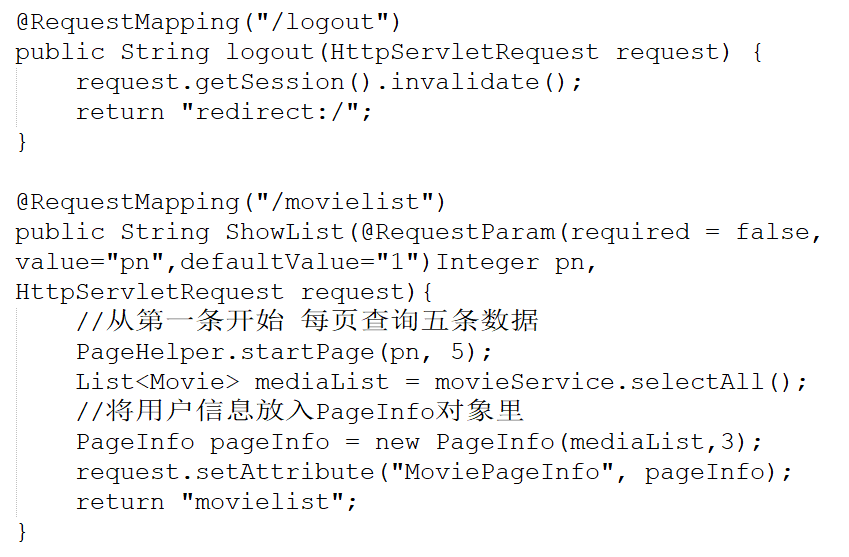 @RequestMapping("/logout")
public String logout(HttpServletRequest request) {
    request.getSession().invalidate();
    return "redirect:/";
}

@RequestMapping("/movielist")
public String ShowList(@RequestParam(required = false,
value="pn",defaultValue="1")Integer pn,
HttpServletRequest request){
    //从第一条开始 每页查询五条数据
    PageHelper.startPage(pn, 5);
    List<Movie> mediaList = movieService.selectAll();
    //将用户信息放入PageInfo对象里
    PageInfo pageInfo = new PageInfo(mediaList,3);
    request.setAttribute("MoviePageInfo", pageInfo);
    return "movielist";
}